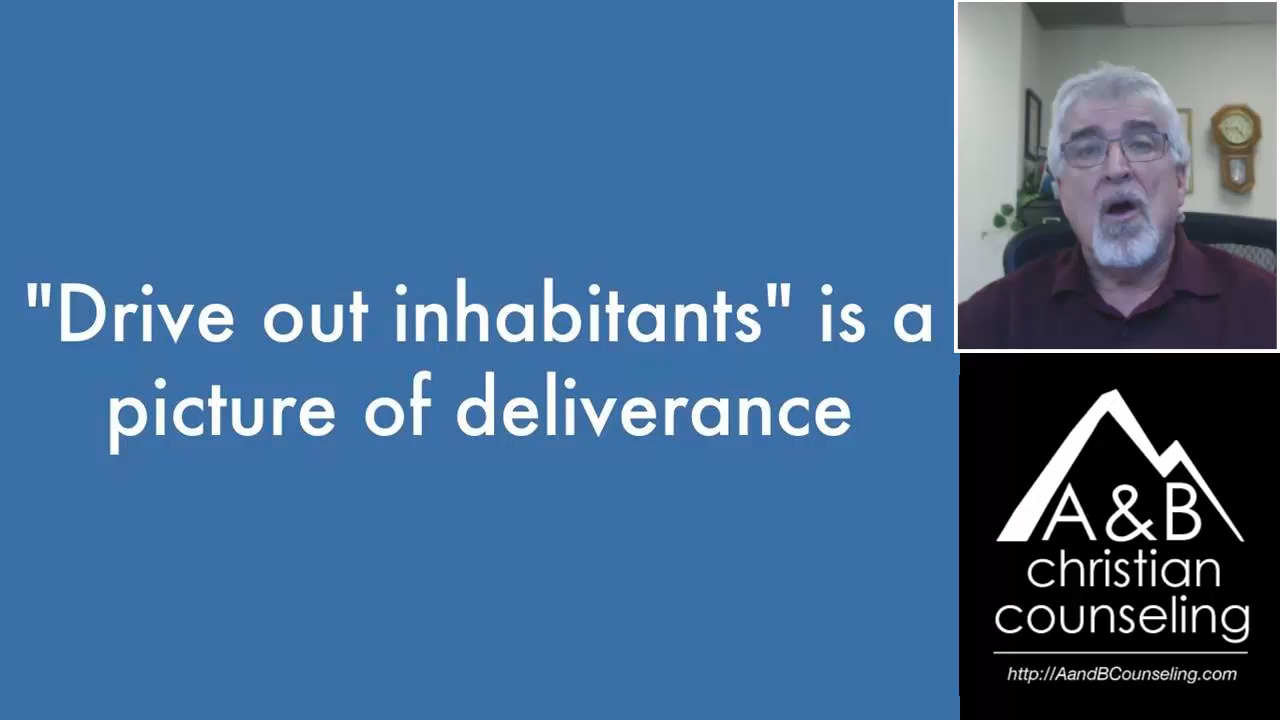 "Drive out inhabitants" is a
picture of deliverance
A&B
christian
counseling
http://AandBCounseling.com